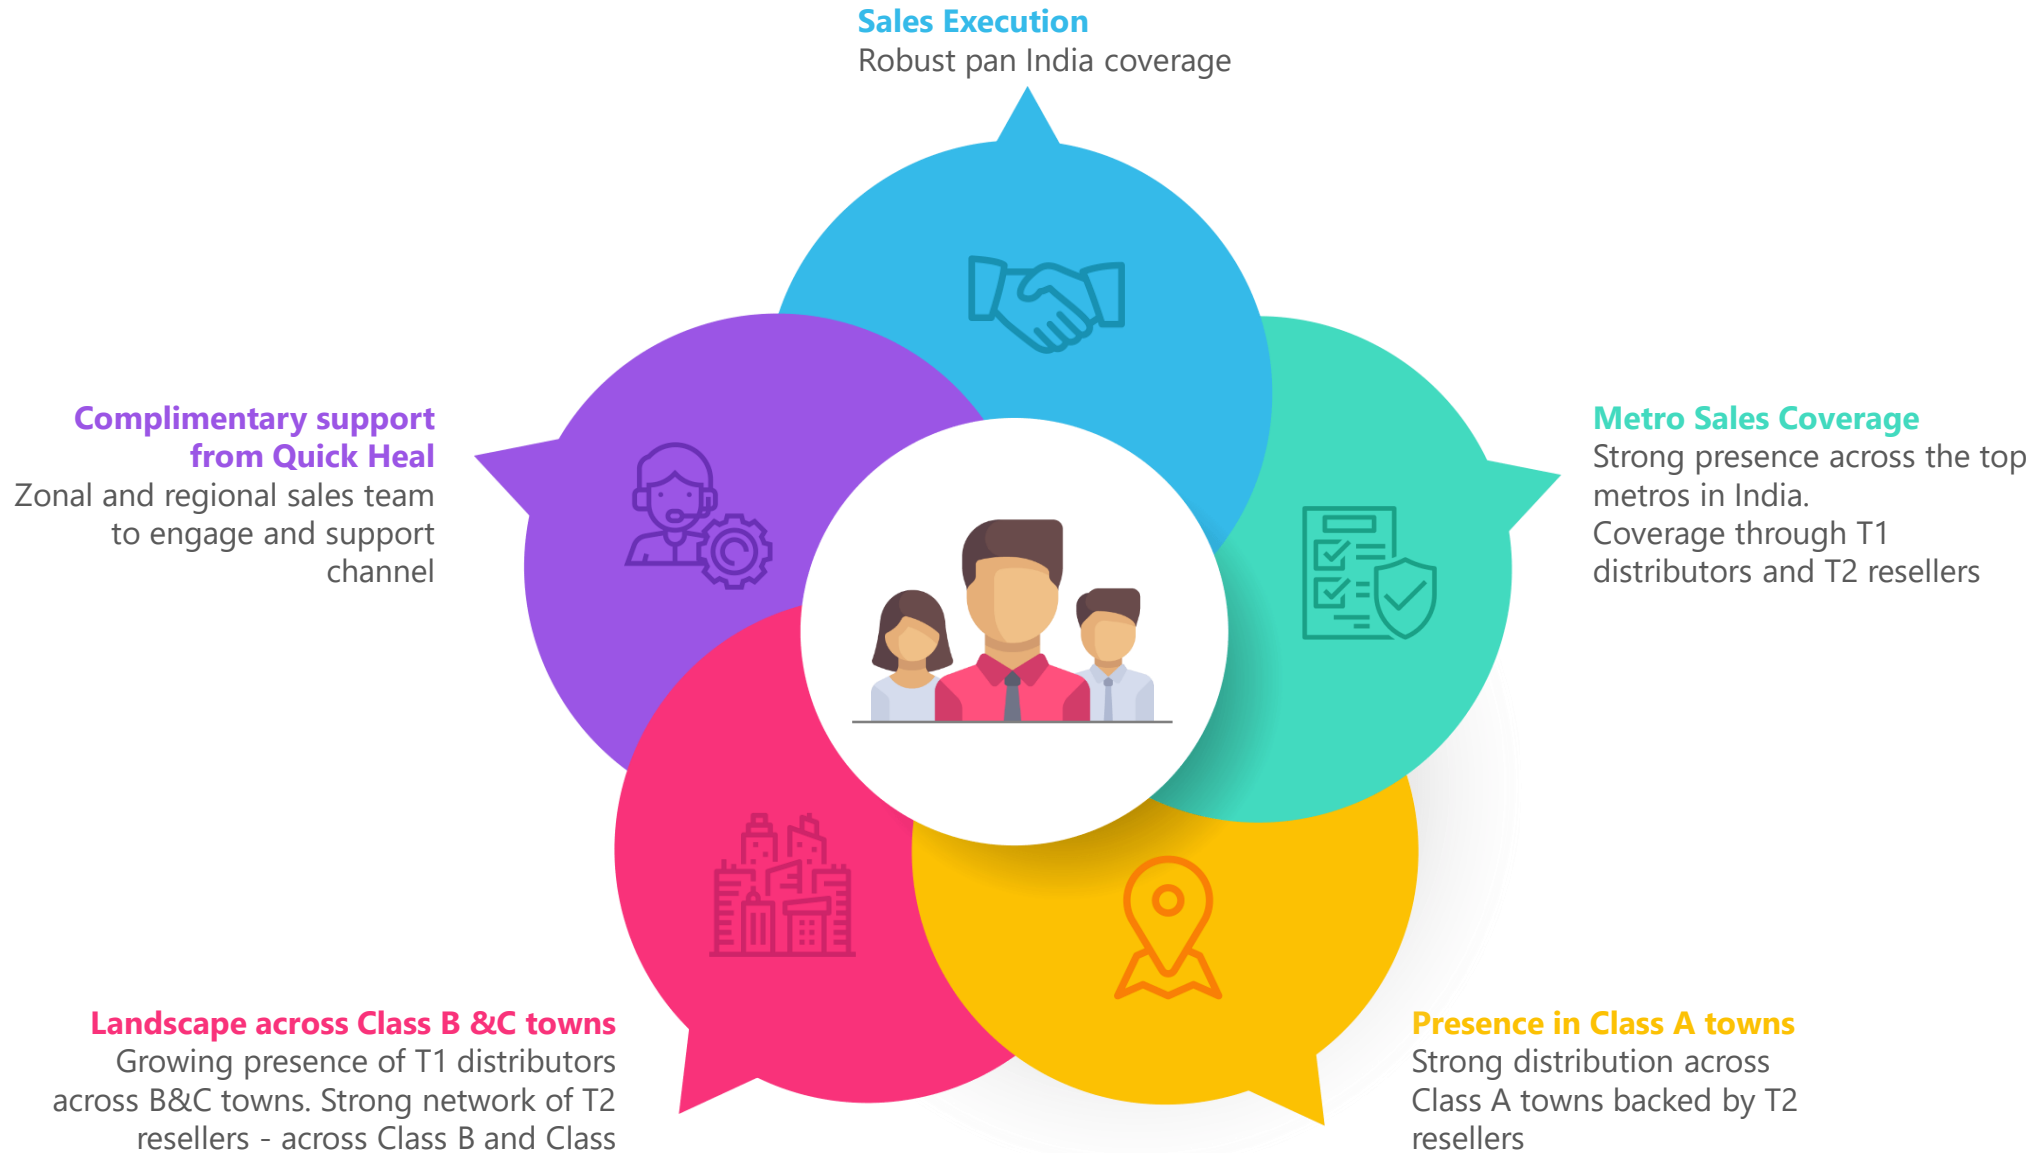 Sales Execution
Robust pan India coverage
Complimentary support
from Quick Heal
Zonal and regional sales team
to engage and support
channel
Metro Sales Coverage
Strong presence across the top
metros in India.
Coverage through T1
distributors and T2 resellers
Landscape across Class B &C towns
Growing presence of T1 distributors
across B&C towns. Strong network of T2
resellers - across Class B and Class
Presence in Class A towns
Strong distribution across
Class A towns backed by T2
resellers